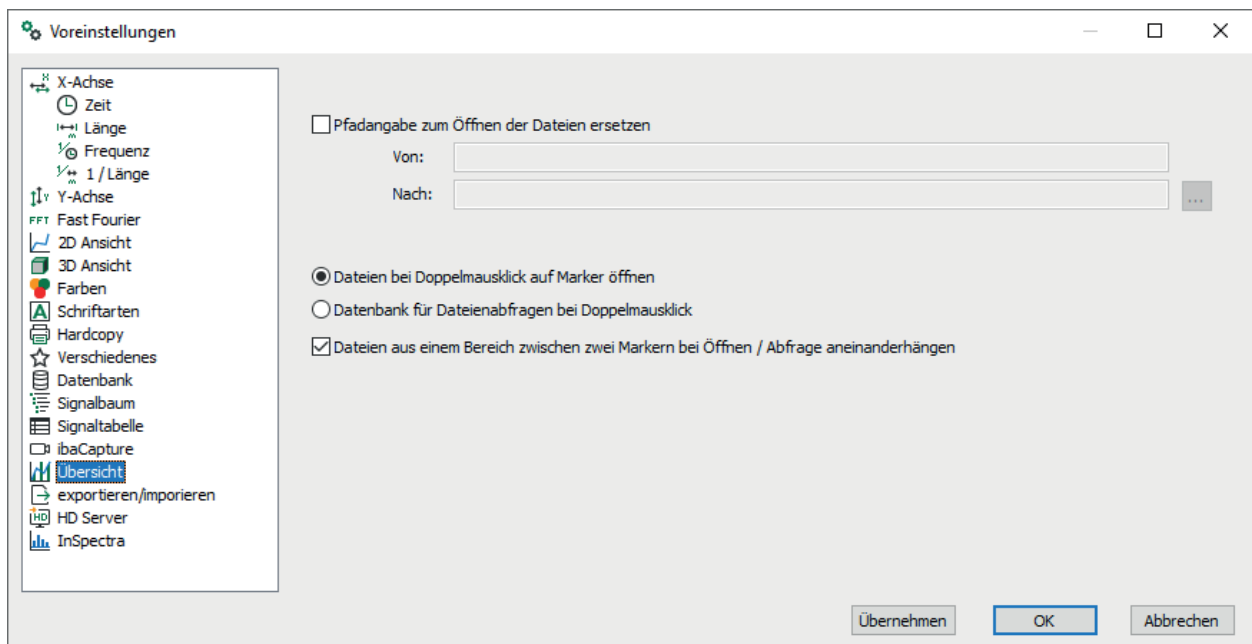 Voreinstellungen
X-Achse
Zeit
Länge
Frequenz
1 / Länge
Y-Achse
FFT Fast Fourier
2D Ansicht
3D Ansicht
Farben
Schriftarten
Hardcopy
Verschiedenes
Datenbank
Signalbaum
Signaltabelle
ibaCapture
Übersicht
exportieren/imporieren
HD HD Server
InSpectra
Pfadangabe zum Öffnen der Dateien ersetzen
Von:
Nach:
...
Dateien bei Doppelmausklick auf Marker öffnen
Datenbank für Dateienabfragen bei Doppelmausklick
Dateien aus einem Bereich zwischen zwei Markern bei Öffnen / Abfrage aneinanderhängen
Übernehmen
OK
Abbrechen